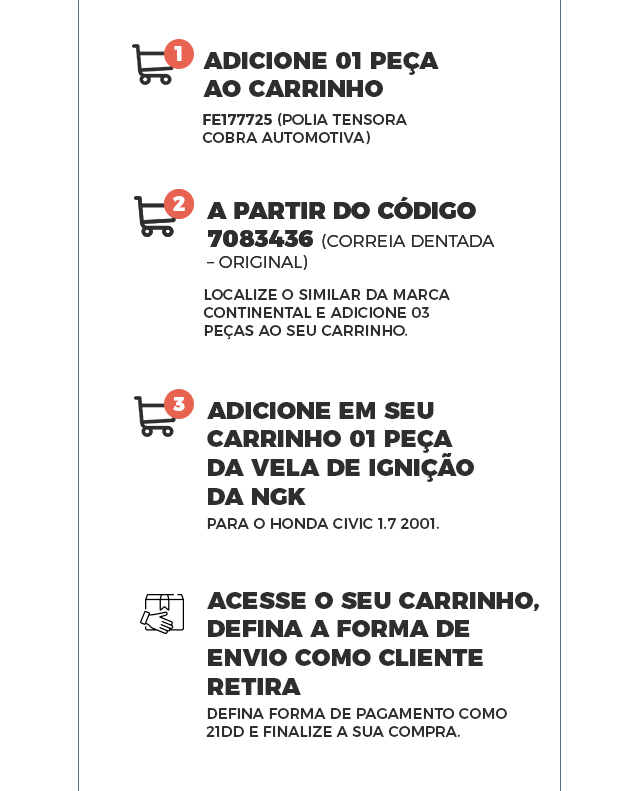 1
ADICIONE 01 PEÇA
AO CARRINHO
FE177725 (POLIA TENSORA
COBRA AUTOMOTIVA)
2
A PARTIR DO CÓDIGO
7083436 (CORREIA DENTADA
– ORIGINAL)
LOCALIZE O SIMILAR DA MARCA
CONTINENTAL E ADICIONE 03
PEÇAS AO SEU CARRINHO.
3
ADICIONE EM SEU
CARRINHO 01 PEÇA
DA VELA DE IGNIÇÃO
DA NGK
PARA O HONDA CIVIC 1.7 2001.
ACESSE O SEU CARRINHO,
DEFINA A FORMA DE
ENVIO COMO CLIENTE
RETIRA
DEFINA FORMA DE PAGAMENTO COMO
21DD E FINALIZE A SUA COMPRA.